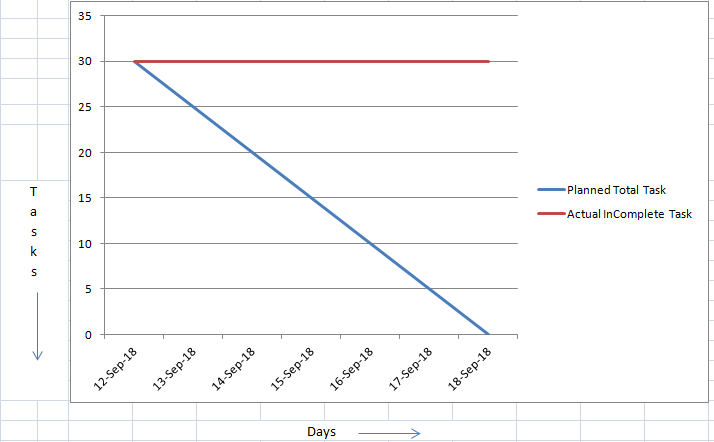 35
30
25
20
15
10
5
0
T
a
s
k
s
12-Sep-18
13-Sep-18
14-Sep-18
15-Sep-18
16-Sep-18
17-Sep-18
18-Sep-18
Planned Total Task
Actual InComplete Task
Days